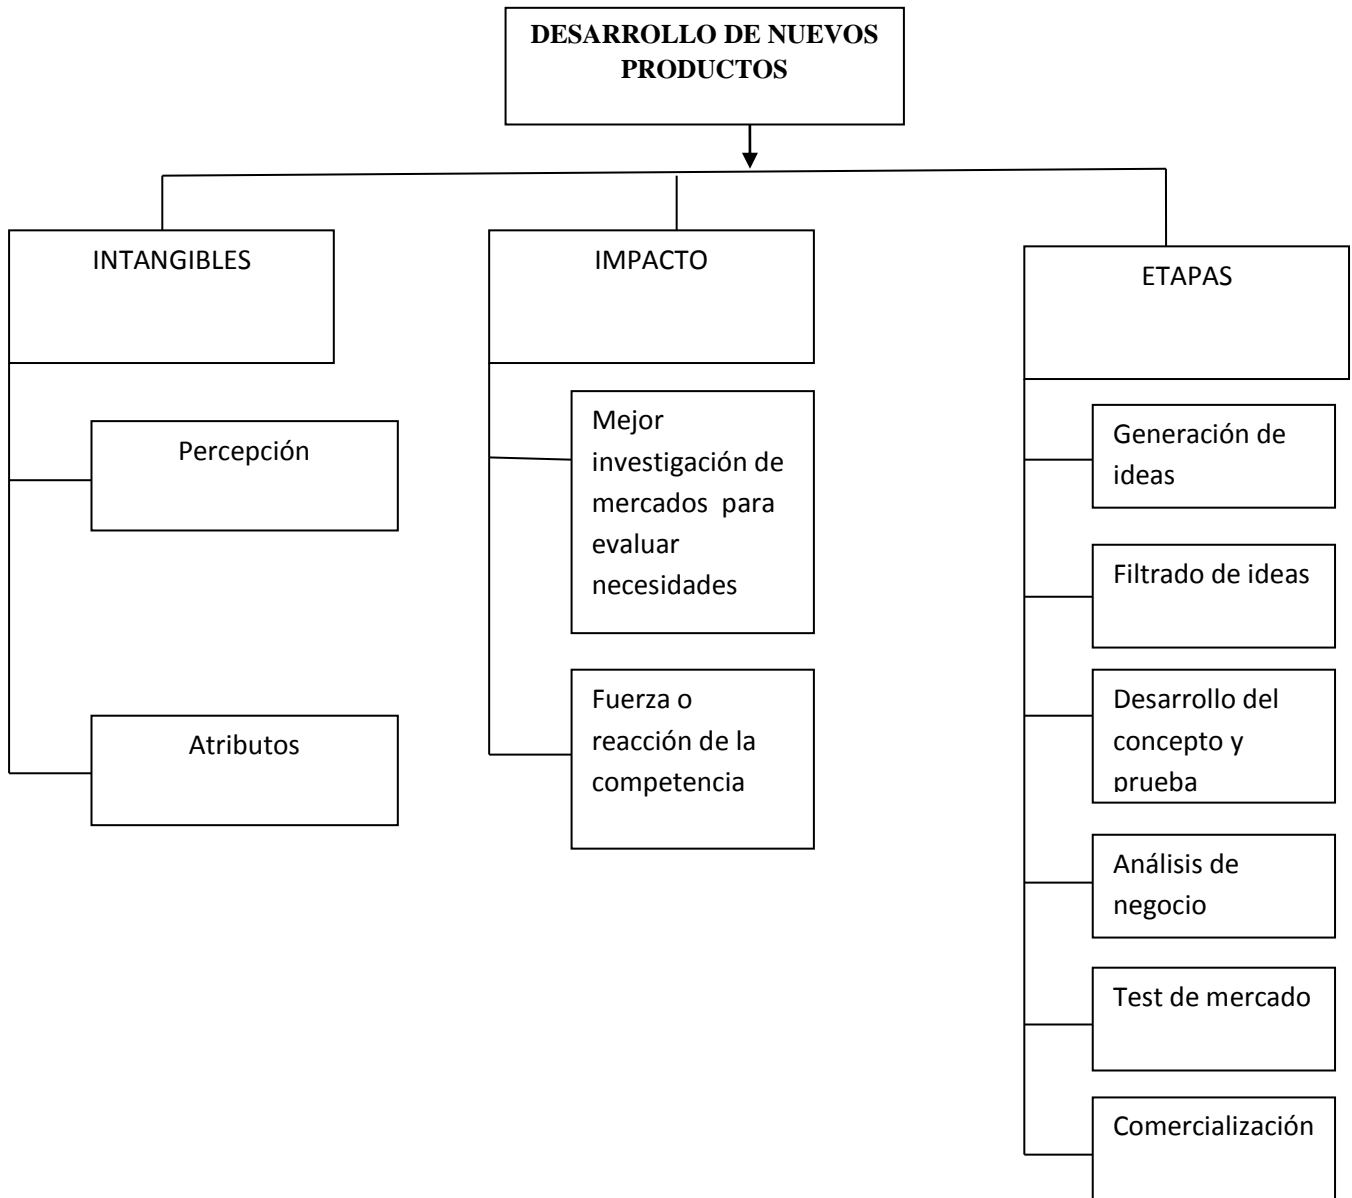 DESARROLLO DE NUEVOS
PRODUCTOS
INTANGIBLES
Percepción
Atributos
IMPACTO
Mejor
investigación de
mercados para
evaluar
necesidades
Fuerza o
reacción de la
competencia
ETAPAS
Generación de
ideas
Filtrado de ideas
Desarrollo del
concepto y
prueba
Análisis de
negocio
Test de mercado
Comercialización